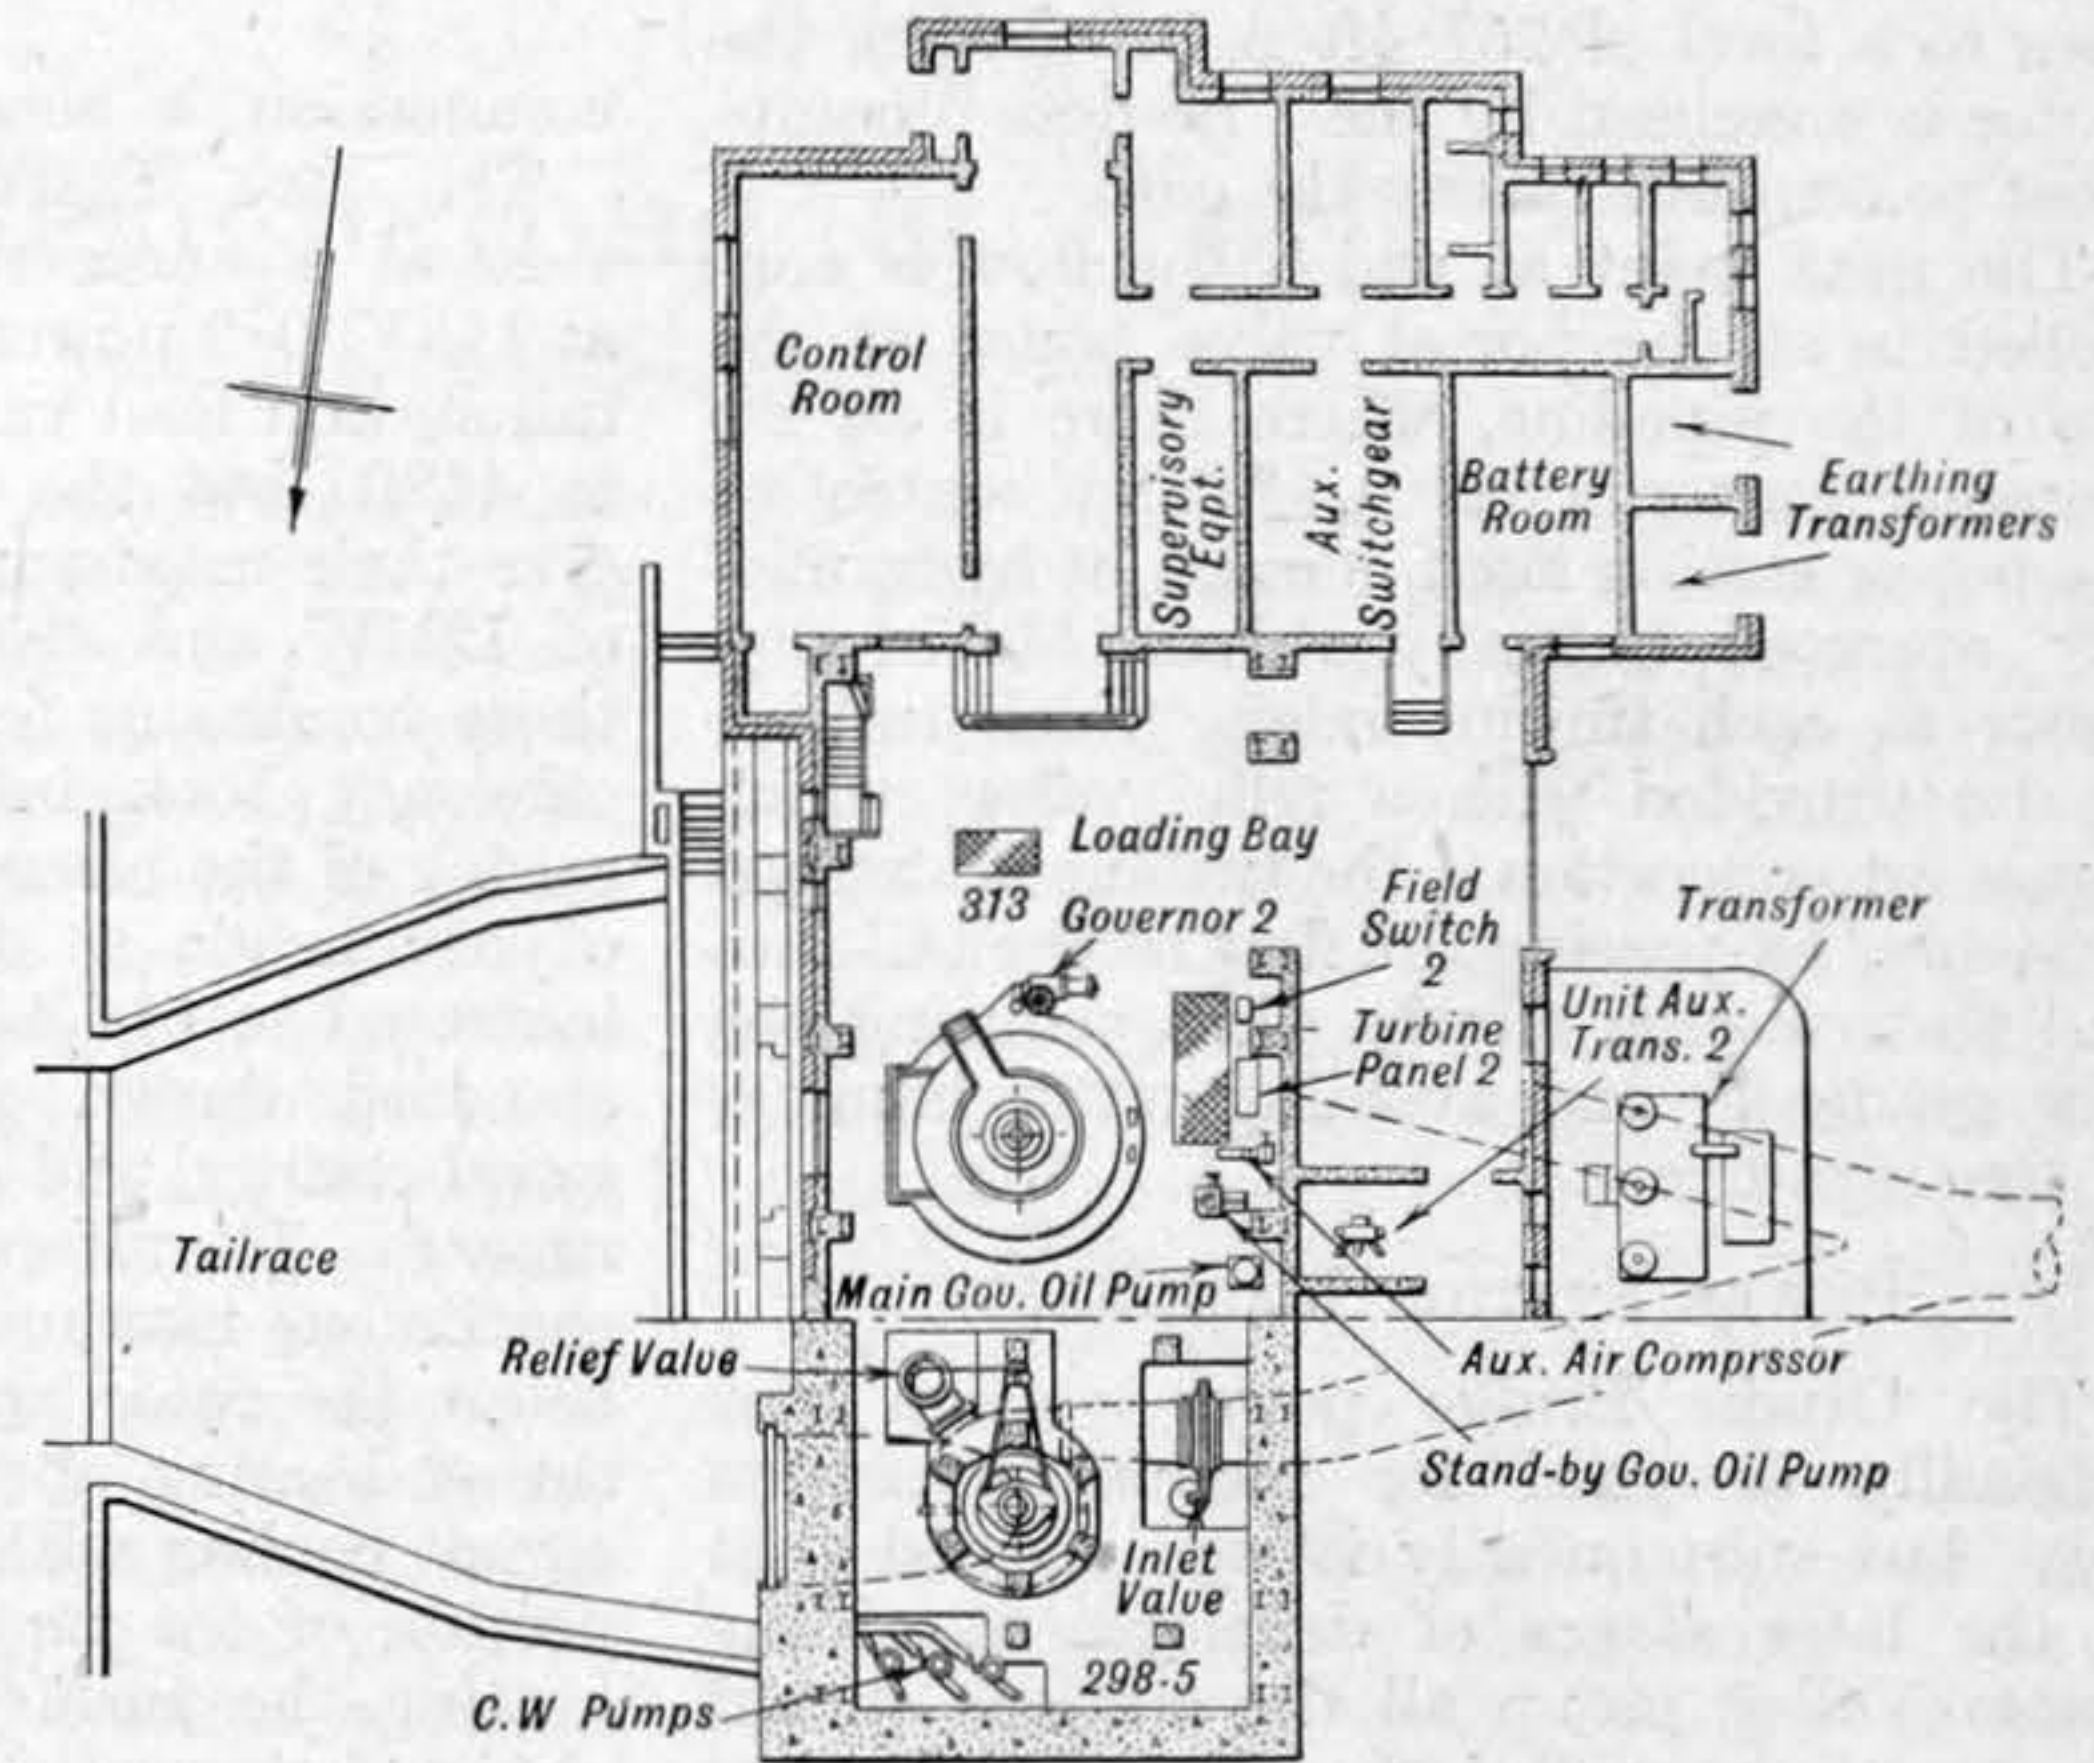 Control
Room
Supervisory
Eqpt.
Aux.
Switchgear
Battery
Room
Earthing
Transformers
Loading Bay
313
Governor 2
Field
Switch
2
Transformer
Unit Aux.
Trans. 2
Turbine
Panel 2
Tailrace
Main Gov. Oil Pump
Relief Valve
Aux. Air Comprssor
Stand-by Gov. Oil Pump
Inlet
Valve
298·5
C.W Pumps